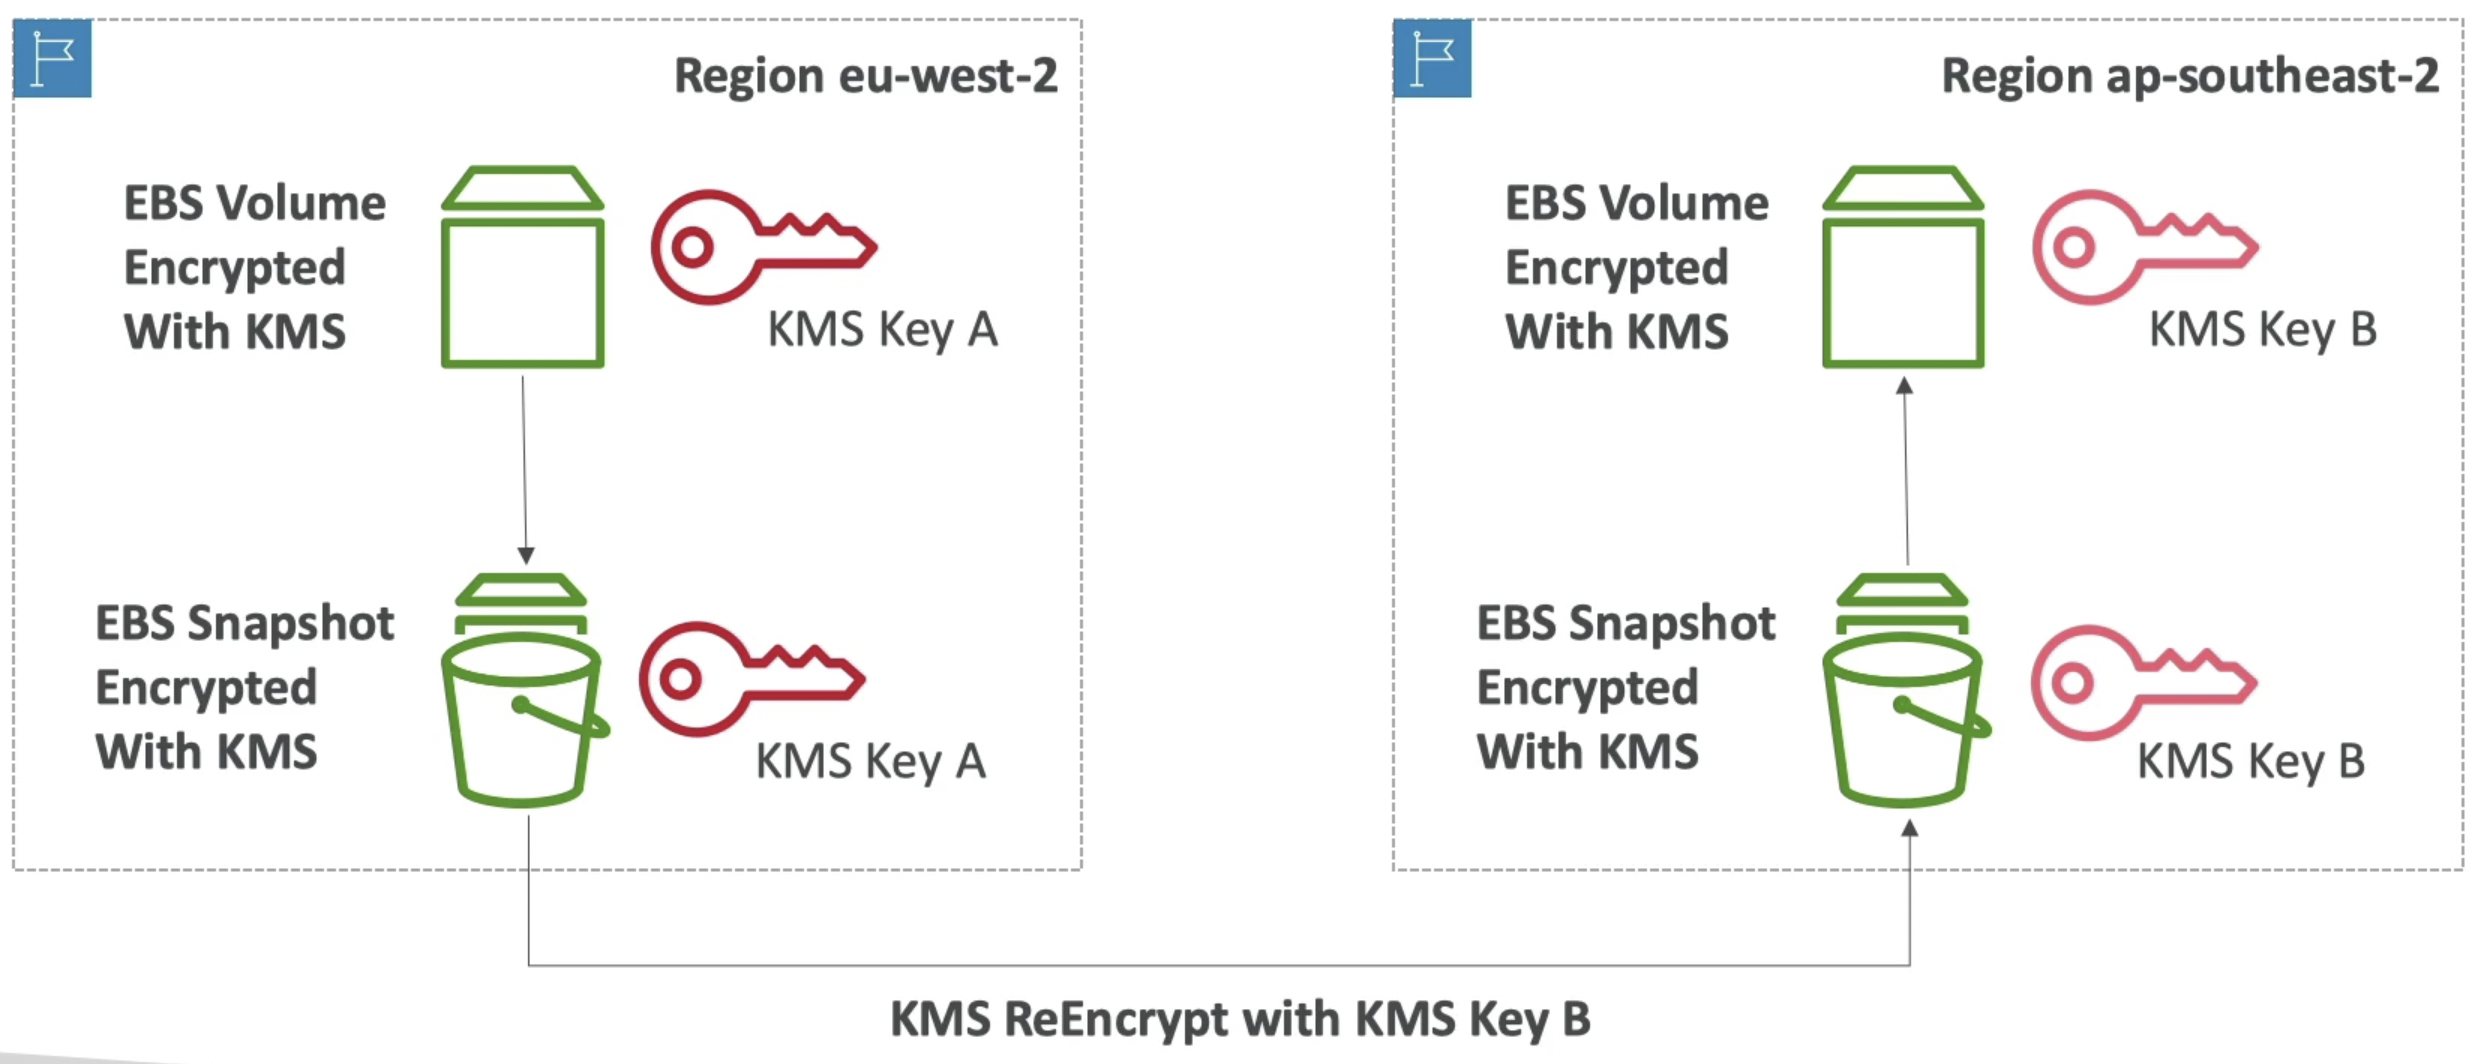 Region eu-west-2
EBS Volume
Encrypted
With KMS
KMS Key A
EBS Snapshot
Encrypted
With KMS
KMS Key A
Region ap-southeast-2
EBS Volume
Encrypted
With KMS
KMS Key B
EBS Snapshot
Encrypted
With KMS
KMS Key B
KMS ReEncrypt with KMS Key B